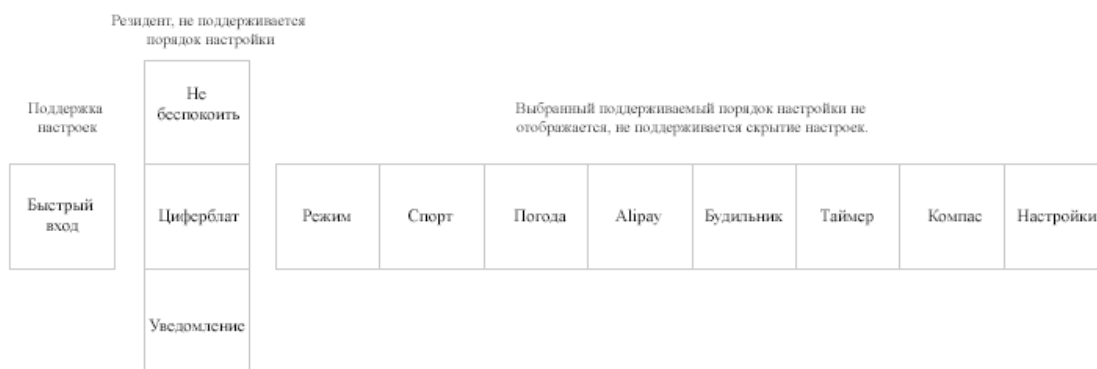 Резидент, не поддерживается
порядок настройки
Поддержка
настроек
Не
беспокоить
Выбранный поддерживаемый порядок настройки не
отображается, не поддерживается скрытие настроек.
Быстрый
вход
Циферблат
Режим
Спорт
Погода
Alipay
Будильник
Таймер
Компас
Настройки
Уведомление